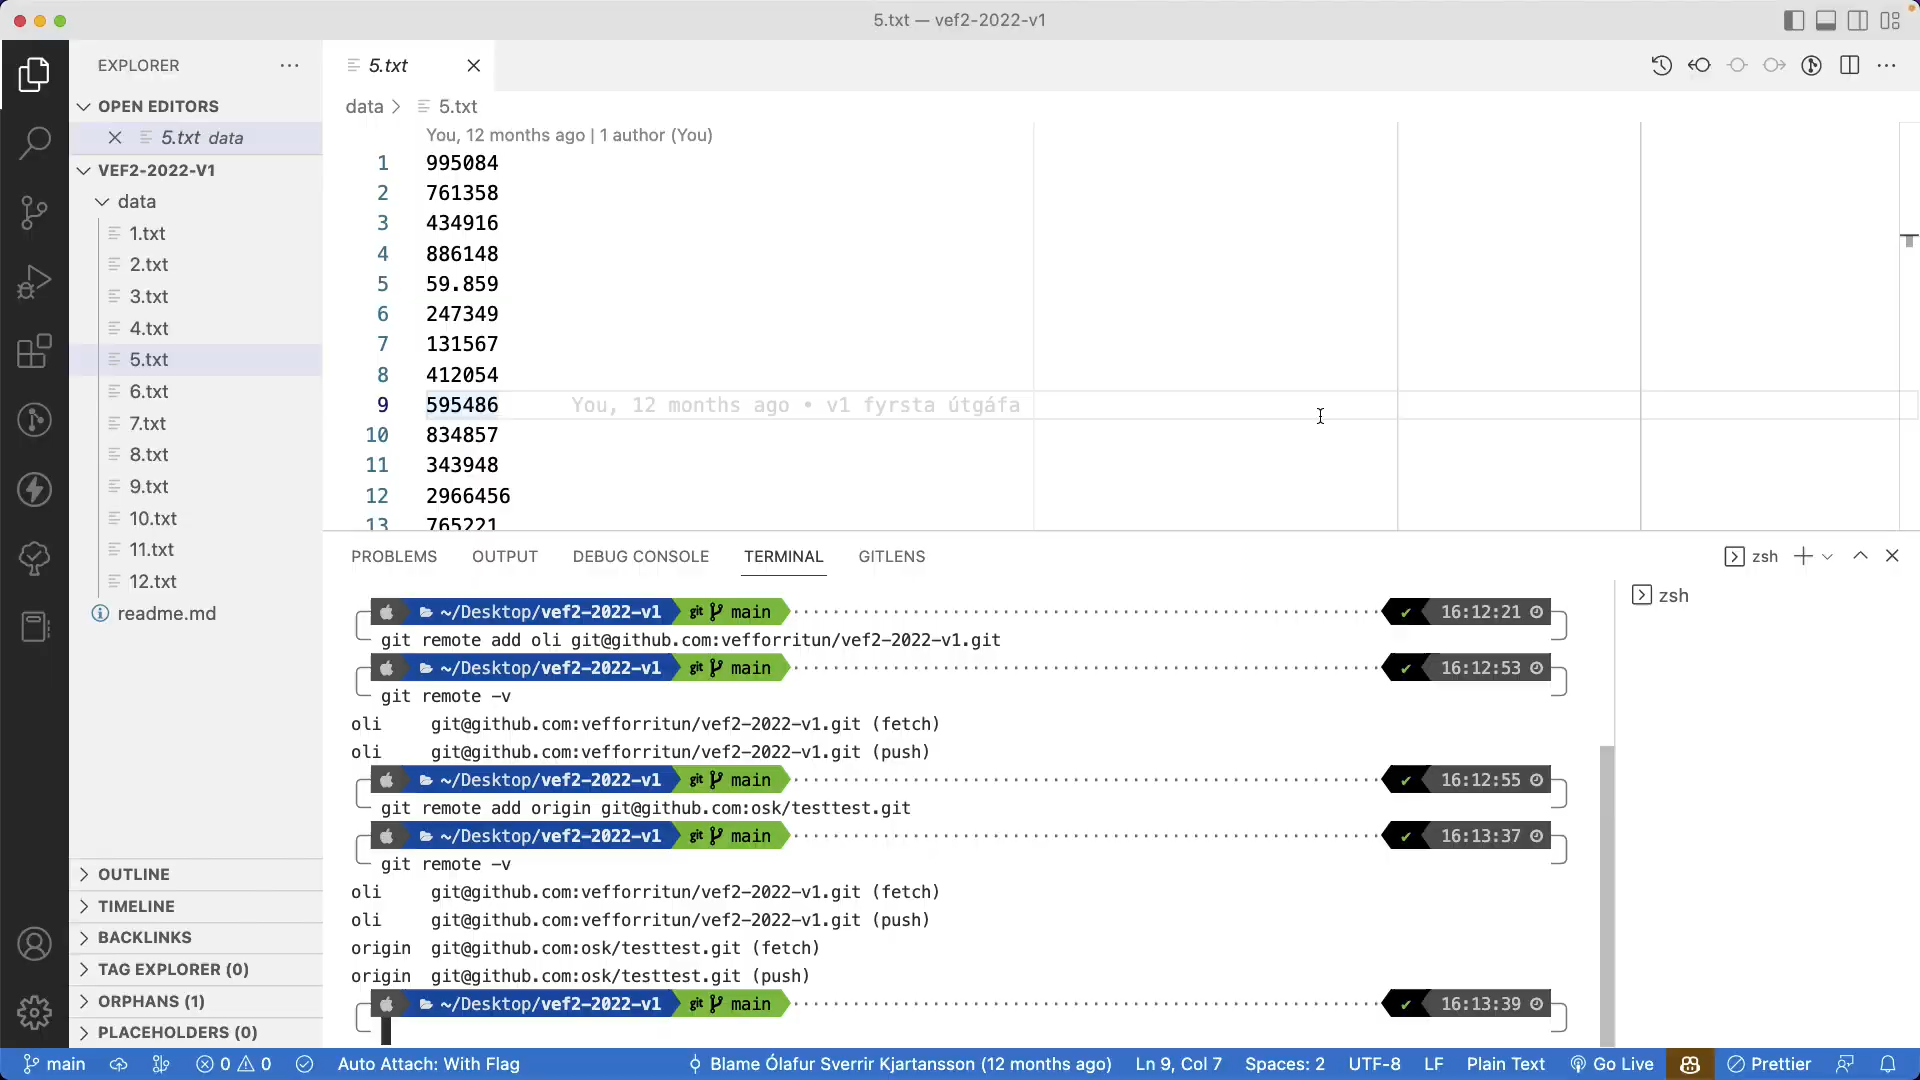 5.txt — vef2-2022-v1
EXPLORER
OPEN EDITORS
5.txt data
VEF2-2022-V1
data
1.txt
2.txt
3.txt
4.txt
5.txt
6.txt
7.txt
8.txt
9.txt
10.txt
11.txt
12.txt
readme.md
OUTLINE
TIMELINE
BACKLINKS
TAG EXPLORER (0)
ORPHANS (1)
PLACEHOLDERS (0)
5.txt
data > 5.txt
You, 12 months ago | 1 author (You)
1 995084
2 761358
3 434916
4 886148
5 59.859
6 247349
7 131567
8 412054
9 595486 You, 12 months ago • v1 fyrsta útgáfa
10 834857
11 343948
12 2966456
13 765221
PROBLEMS OUTPUT DEBUG CONSOLE TERMINAL GITLENS
zsh
zsh
~/Desktop/vef2-2022-v1 git main 16:12:21
git remote add oli git@github.com:vefforritun/vef2-2022-v1.git
~/Desktop/vef2-2022-v1 git main 16:12:53
git remote -v
oli git@github.com:vefforritun/vef2-2022-v1.git (fetch)
oli git@github.com:vefforritun/vef2-2022-v1.git (push)
~/Desktop/vef2-2022-v1 git main 16:12:55
git remote add origin git@github.com:osk/testtest.git
~/Desktop/vef2-2022-v1 git main 16:13:37
git remote -v
oli git@github.com:vefforritun/vef2-2022-v1.git (fetch)
oli git@github.com:vefforritun/vef2-2022-v1.git (push)
origin git@github.com:osk/testtest.git (fetch)
origin git@github.com:osk/testtest.git (push)
~/Desktop/vef2-2022-v1 git main 16:13:39
main 0 0 Auto Attach: With Flag Blame Ólafur Sverrir Kjartansson (12 months ago) Ln 9, Col 7 Spaces: 2 UTF-8 LF Plain Text Go Live Prettier